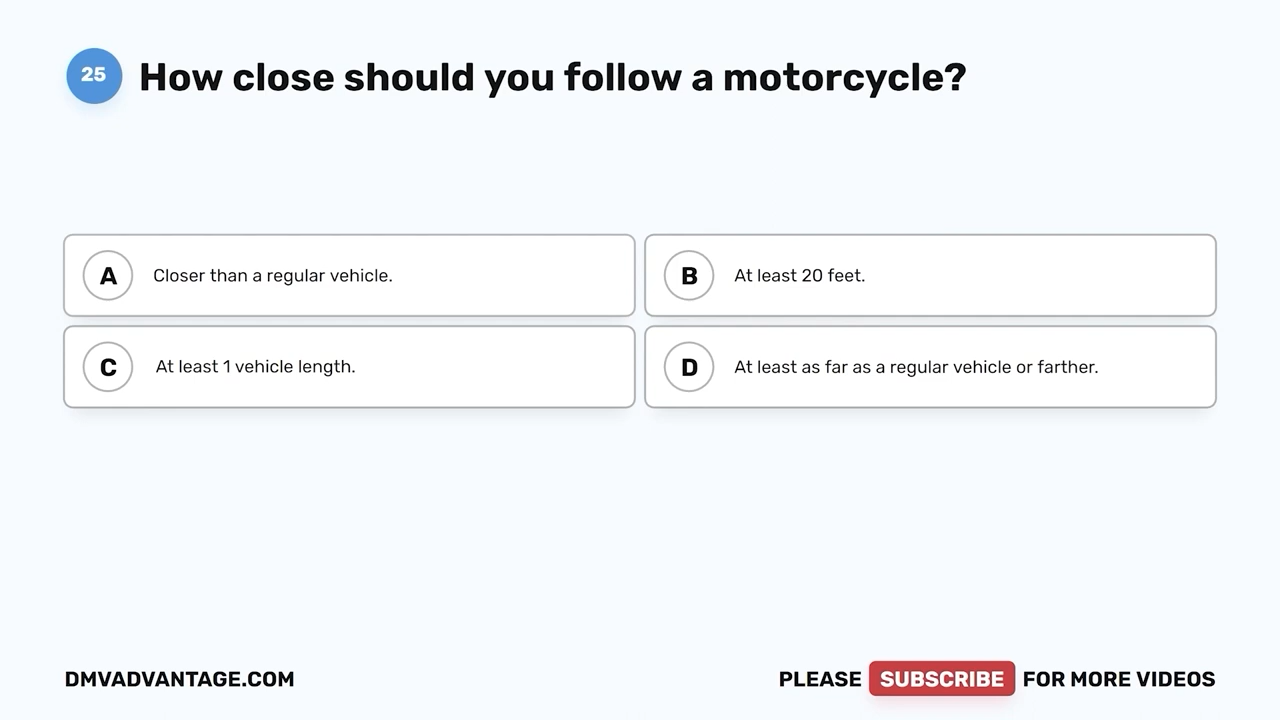 25 How close should you follow a motorcycle?
A Closer than a regular vehicle.
B At least 20 feet.
C At least 1 vehicle length.
D At least as far as a regular vehicle or farther.
DMVADVANTAGE.COM
PLEASE SUBSCRIBE FOR MORE VIDEOS